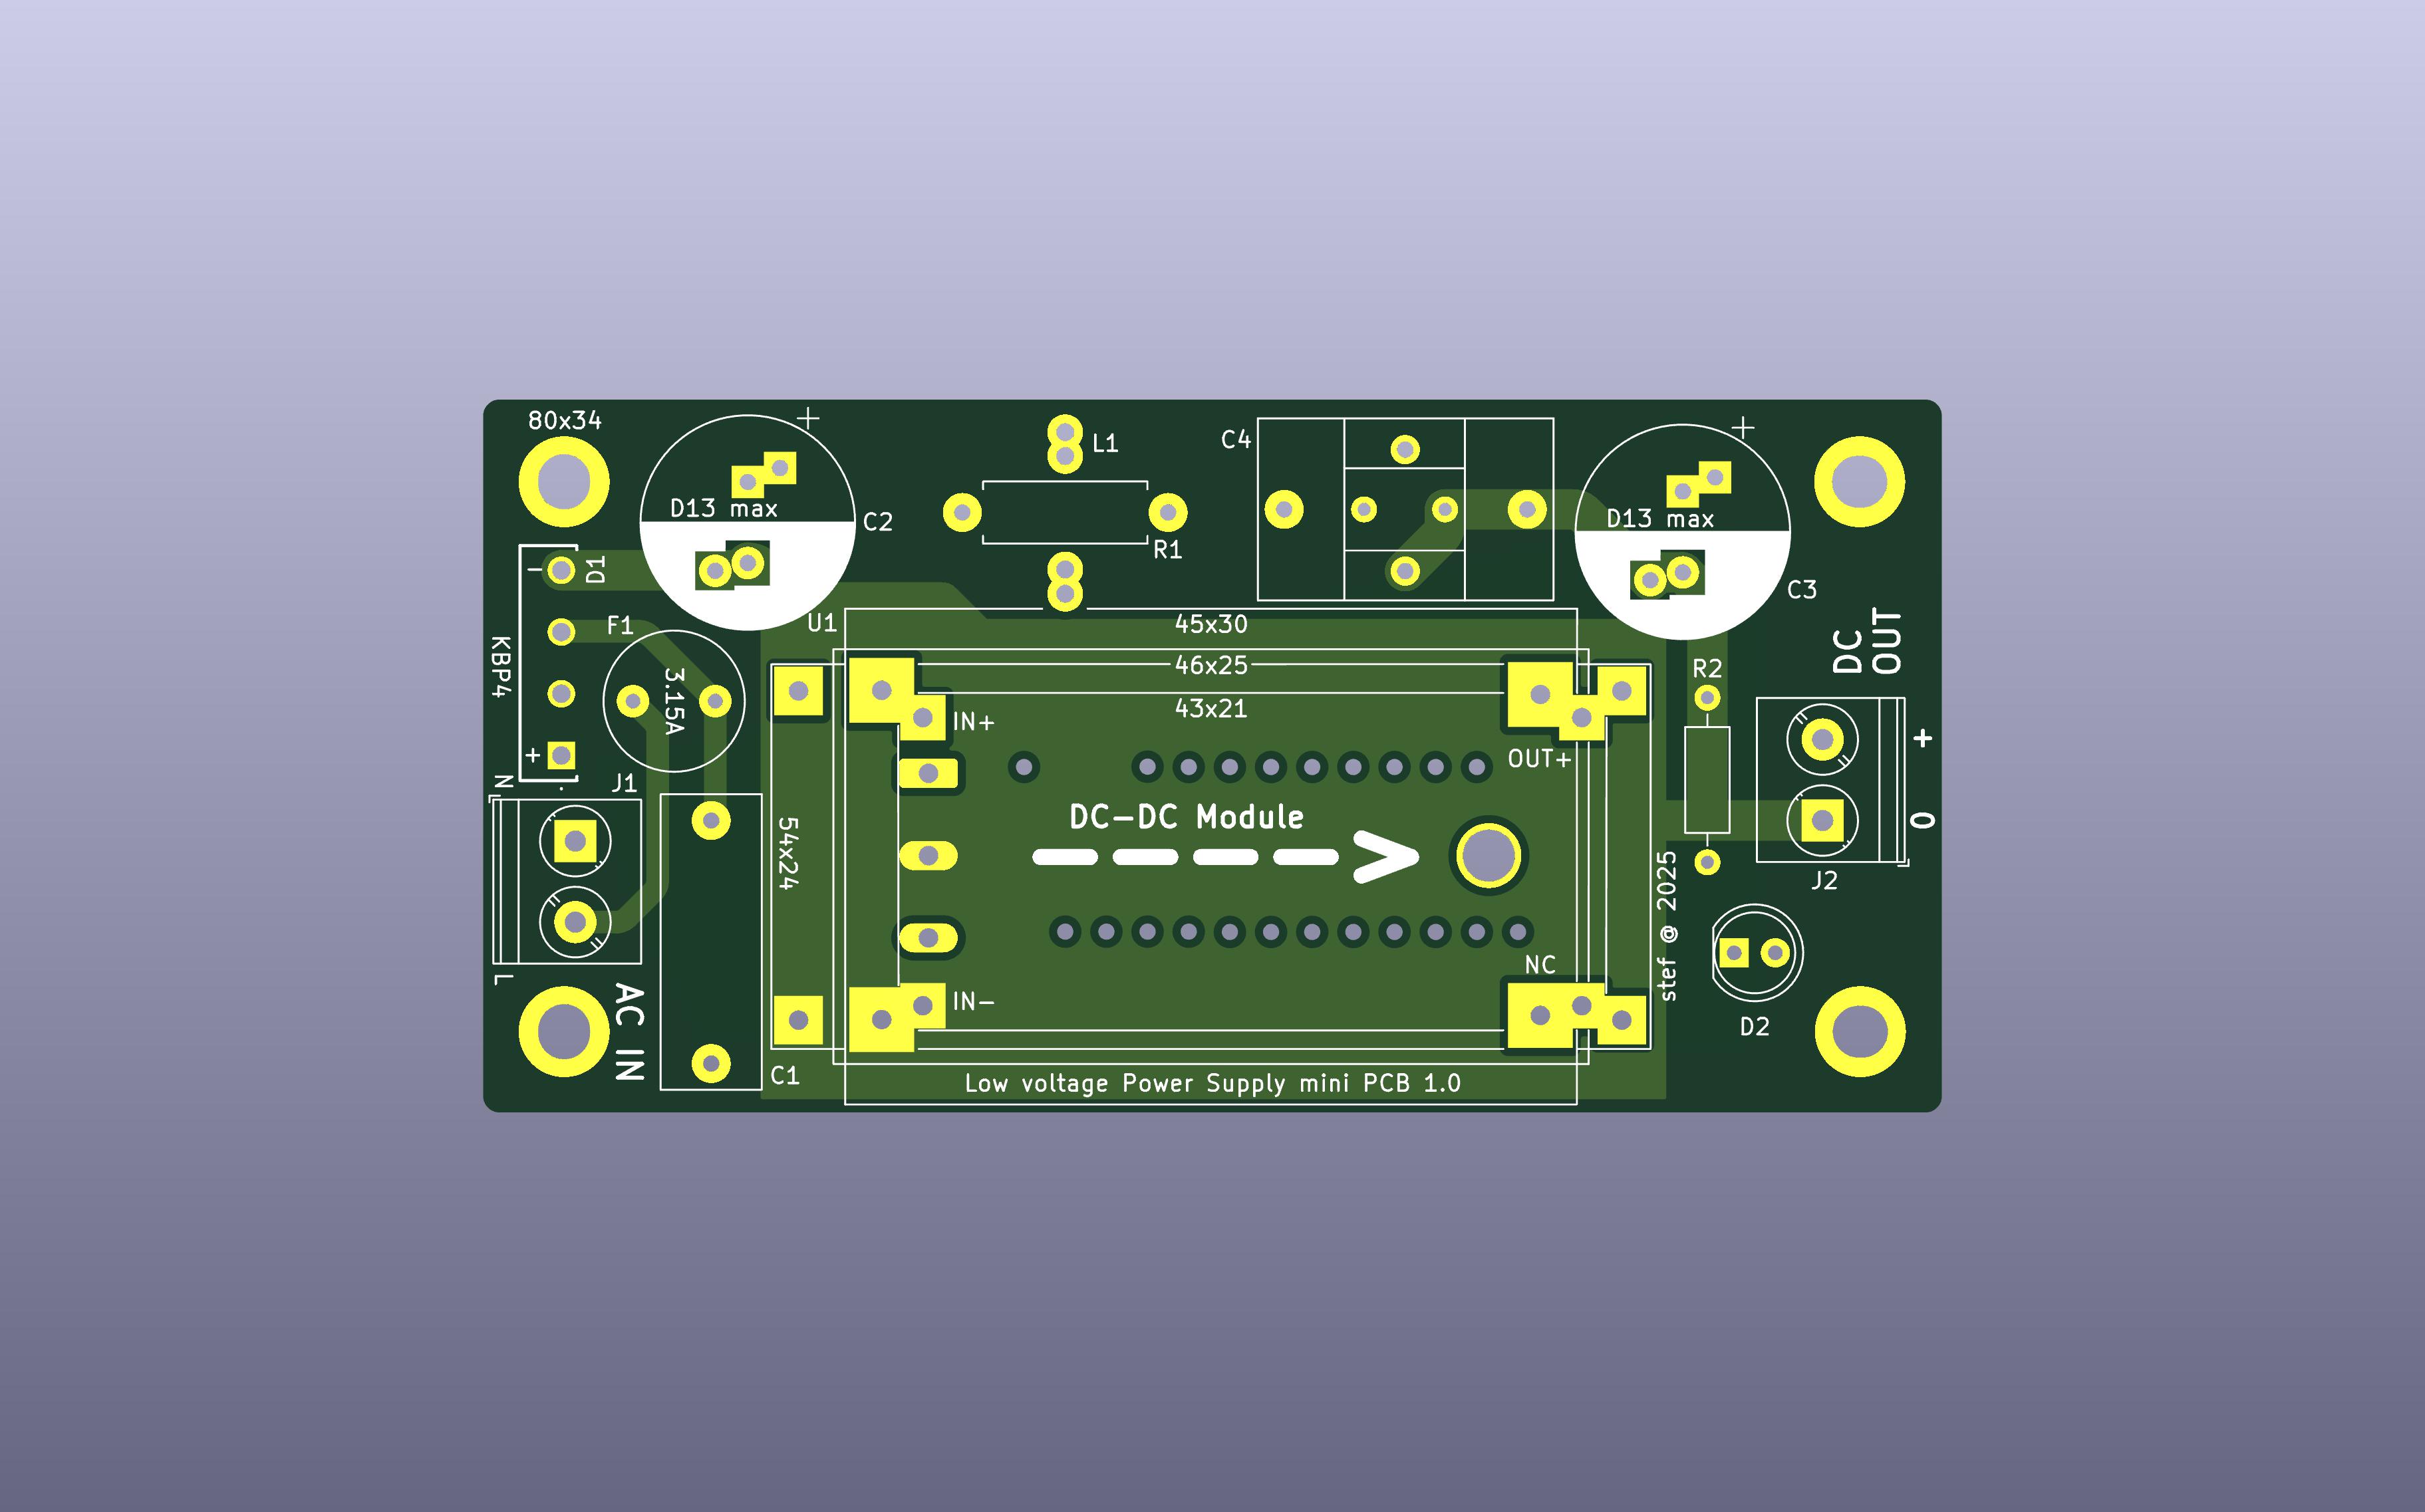 80x34
+
L1
C4
+
D13 max
C2
D13 max
R1
−
D1
C3
F1
U1
45x30
DC
OUT
KBP4
3.15A
46x25
R2
43x21
IN+
OUT+
+
+
N
J1
DC-DC Module
---->
54x24
0
J2
stef @ 2025
L
AC IN
NC
IN-
D2
C1
Low voltage Power Supply mini PCB 1.0